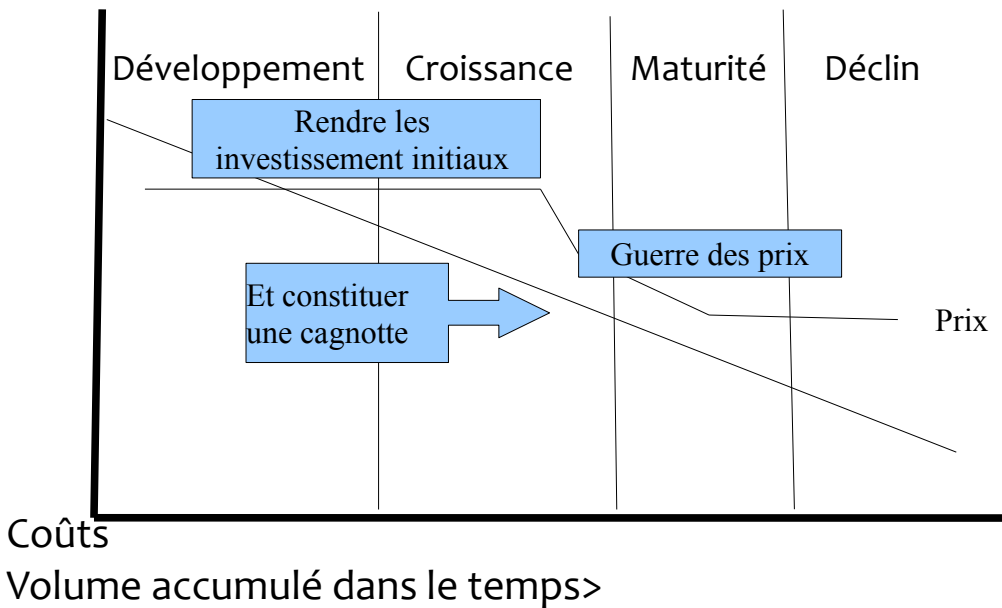 Développement
Croissance
Maturité
Déclin
Rendre les
investissement initiaux
Guerre des prix
Et constituer
une cagnotte
Prix
Coûts
Volume accumulé dans le temps>